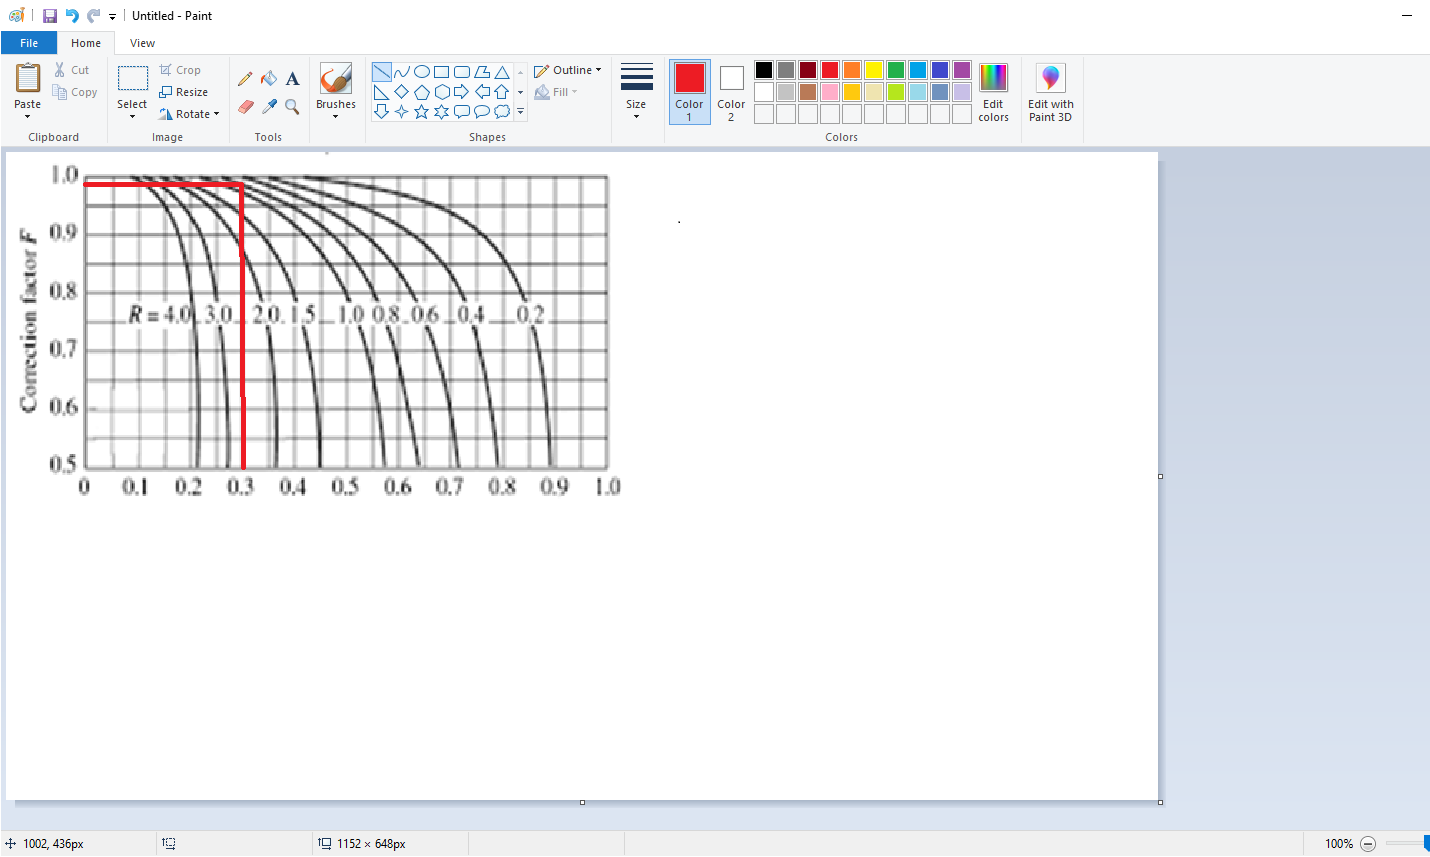 Untitled - Paint
File Home View
Paste
Cut
Copy
Clipboard
Select
Crop
Resize
Rotate
Image
A
Tools
Brushes
Shapes
Outline
Fill
Size
Color 1
Color 2
Edit colors
Colors
Edit with Paint 3D
Correction factor F
1.0
0.9
0.8
R = 4.0 3.0 2.0 1.5 1.0 0.8 0.6 0.4 0.2
0.7
0.6
0.5
0 0.1 0.2 0.3 0.4 0.5 0.6 0.7 0.8 0.9 1.0
1002, 436px
1152 × 648px
100%